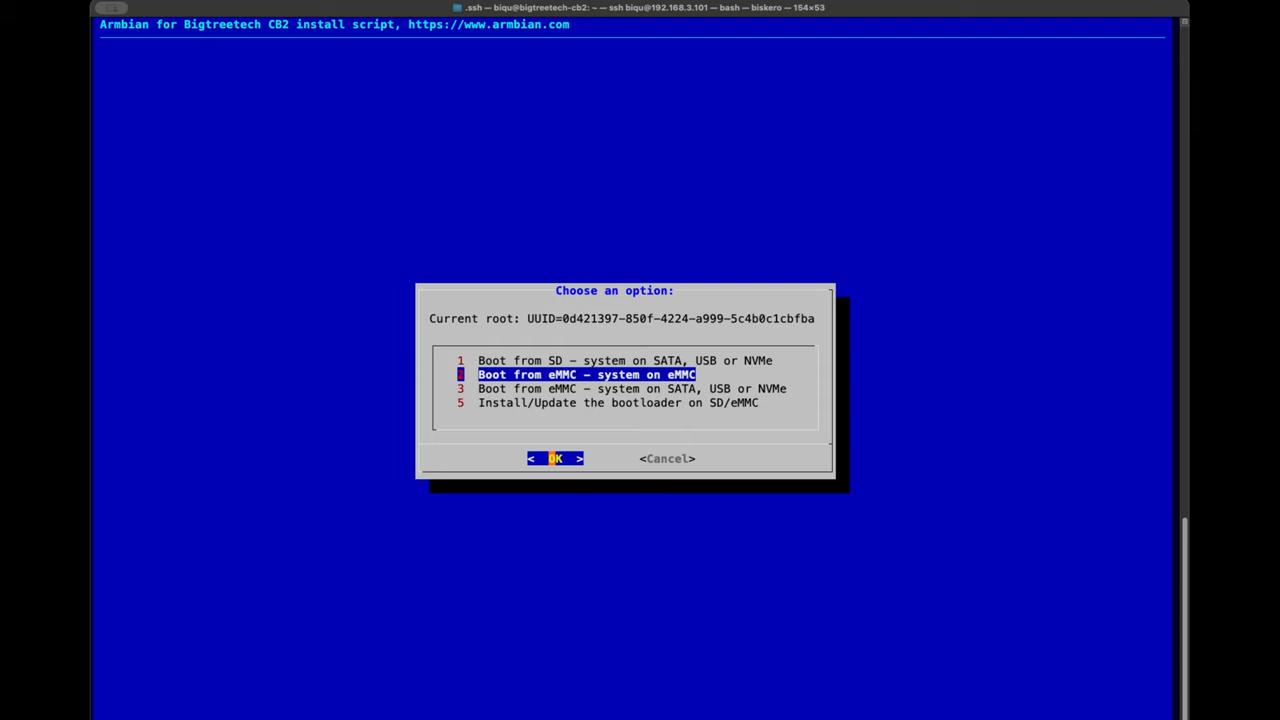 .ssh — biqu@bigtreetech-cb2: ~ — ssh biqu@192.168.3.101 — bash — biskero — 154×53
Armbian for Bigtreetech CB2 install script, https://www.armbian.com
Choose an option:
Current root: UUID=0d421397-850f-4224-a999-5c4b0c1cbfba
1 Boot from SD - system on SATA, USB or NVMe
2 Boot from eMMC - system on eMMC
3 Boot from eMMC - system on SATA, USB or NVMe
5 Install/Update the bootloader on SD/eMMC
< OK > <Cancel>